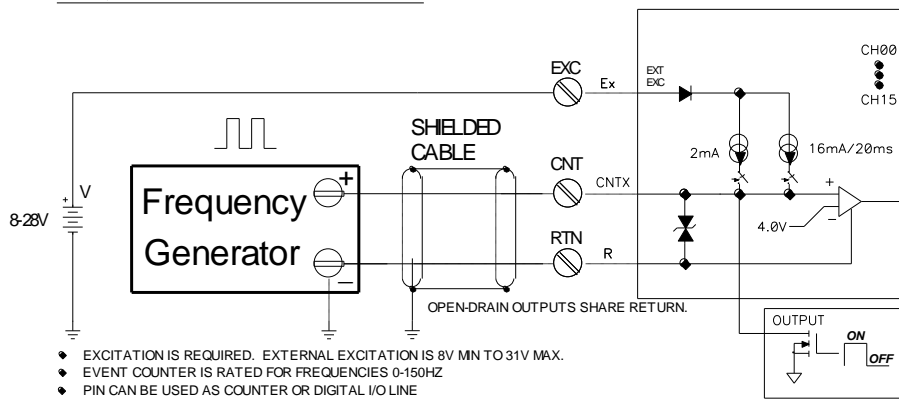 CH00
CH15
EXC
Ex
EXT
EXC
SHIELDED
CABLE
2mA
16mA/20ms
V
+
8-28V
Frequency
Generator
+
−
CNT
CNTX
+
−
4.0V
RTN
R
OPEN-DRAIN OUTPUTS SHARE RETURN.
OUTPUT
ON
OFF
EXCITATION IS REQUIRED. EXTERNAL EXCITATION IS 8V MIN TO 31V MAX.
EVENT COUNTER IS RATED FOR FREQUENCIES 0-150HZ
PIN CAN BE USED AS COUNTER OR DIGITAL I/O LINE